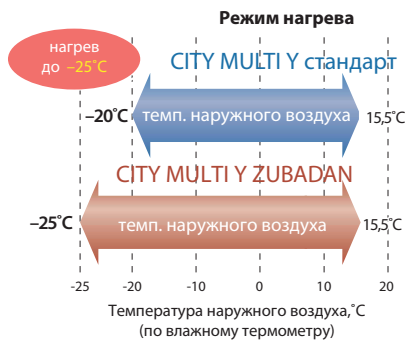 Режим нагрева
нагрев
до –25˚C
CITY MULTI Y стандарт
–20˚C темп. наружного воздуха 15,5˚C
CITY MULTI Y ZUBADAN
–25˚C темп. наружного воздуха 15,5˚C
-25 -20 -10 0 10 20
Температура наружного воздуха,˚C
(по влажному термометру)